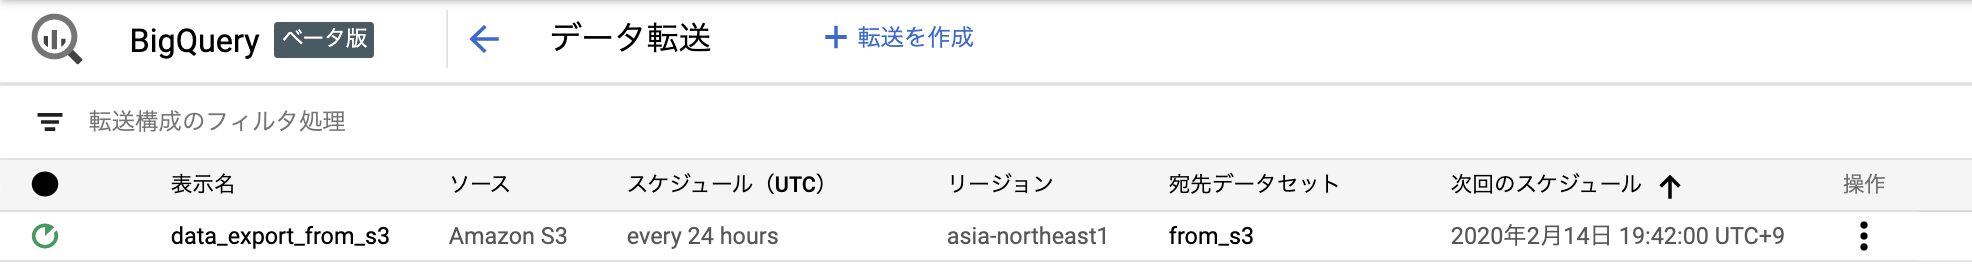 BigQuery ベータ版 データ転送 + 転送を作成
転送構成のフィルタ処理
表示名 ソース スケジュール（UTC） リージョン 宛先データセット 次回のスケジュール 操作
data_export_from_s3 Amazon S3 every 24 hours asia-northeast1 from_s3 2020年2月14日 19:42:00 UTC+9